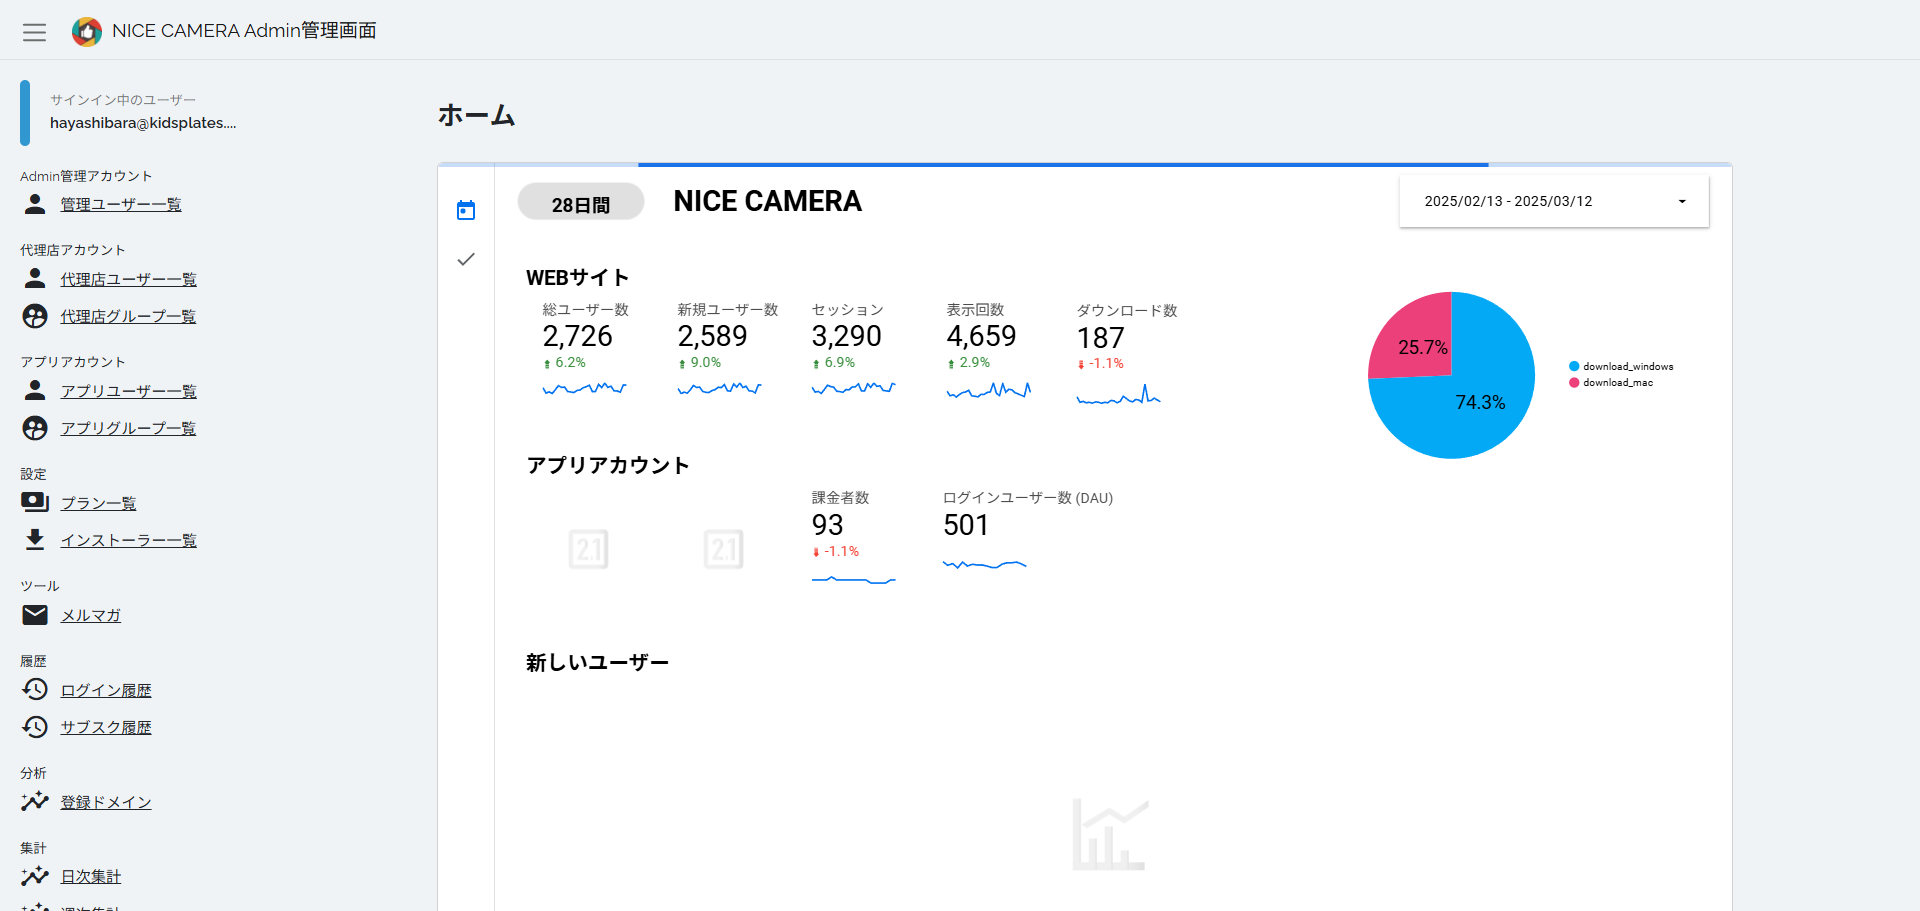 NICE CAMERA Admin管理画面
サインイン中のユーザー
hayashibara@kidsplates....
Admin管理アカウント
管理ユーザー一覧
代理店アカウント
代理店ユーザー一覧
代理店グループ一覧
アプリアカウント
アプリユーザー一覧
アプリグループ一覧
設定
プラン一覧
インストーラー一覧
ツール
メルマガ
履歴
ログイン履歴
サブスク履歴
分析
登録ドメイン
集計
日次集計
ホーム
28日間
NICE CAMERA
2025/02/13 - 2025/03/12
WEBサイト
総ユーザー数
2,726
6.2%
新規ユーザー数
2,589
9.0%
セッション
3,290
6.9%
表示回数
4,659
2.9%
ダウンロード数
187
-1.1%
25.7%
74.3%
download_windows
download_mac
アプリアカウント
21
21
課金者数
93
-1.1%
ログインユーザー数 (DAU)
501
新しいユーザー